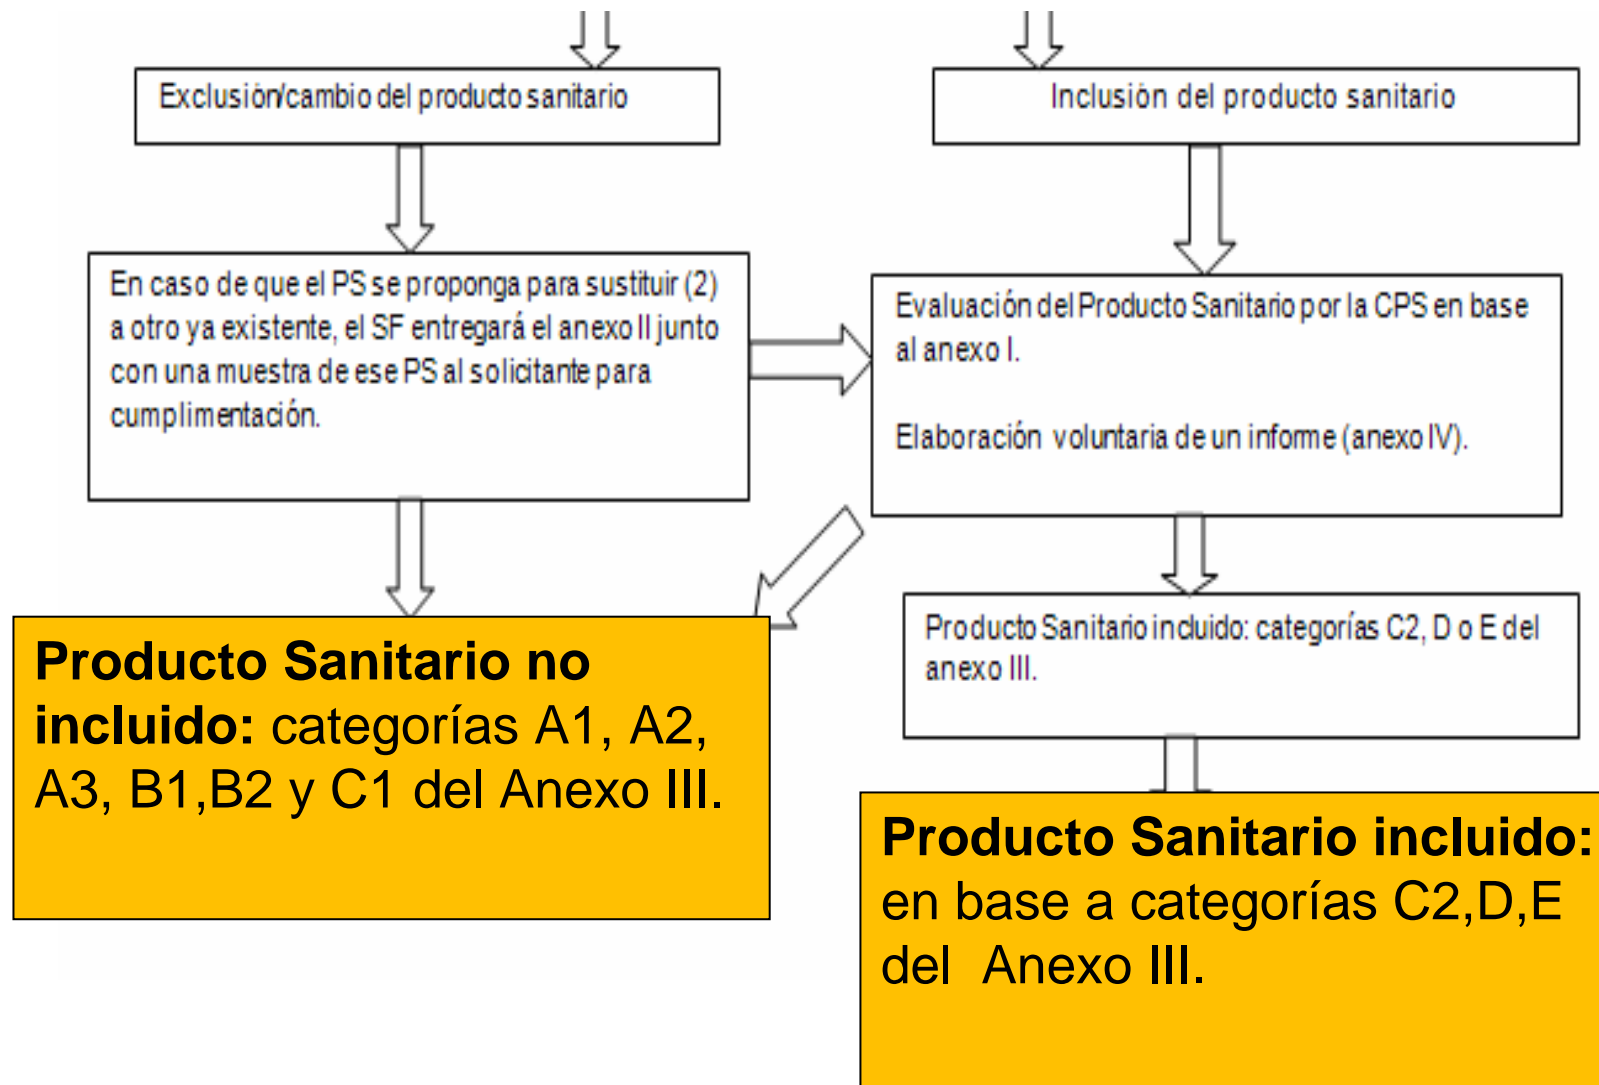 Exclusión/cambio del producto sanitario
Inclusión del producto sanitario
En caso de que el PS se proponga para sustituir (2)
a otro ya existente, el SF entregará el anexo II junto
con una muestra de ese PS al solicitante para
cumplimentación.
Evaluación del Producto Sanitario por la CPS en base
al anexo I.
Elaboración voluntaria de un informe (anexo IV).
Producto Sanitario incluido: categorías C2, D o E del
anexo III.
Producto Sanitario no
incluido: categorías A1, A2,
A3, B1,B2 y C1 del Anexo III.
Producto Sanitario incluido:
en base a categorías C2,D,E
del Anexo III.